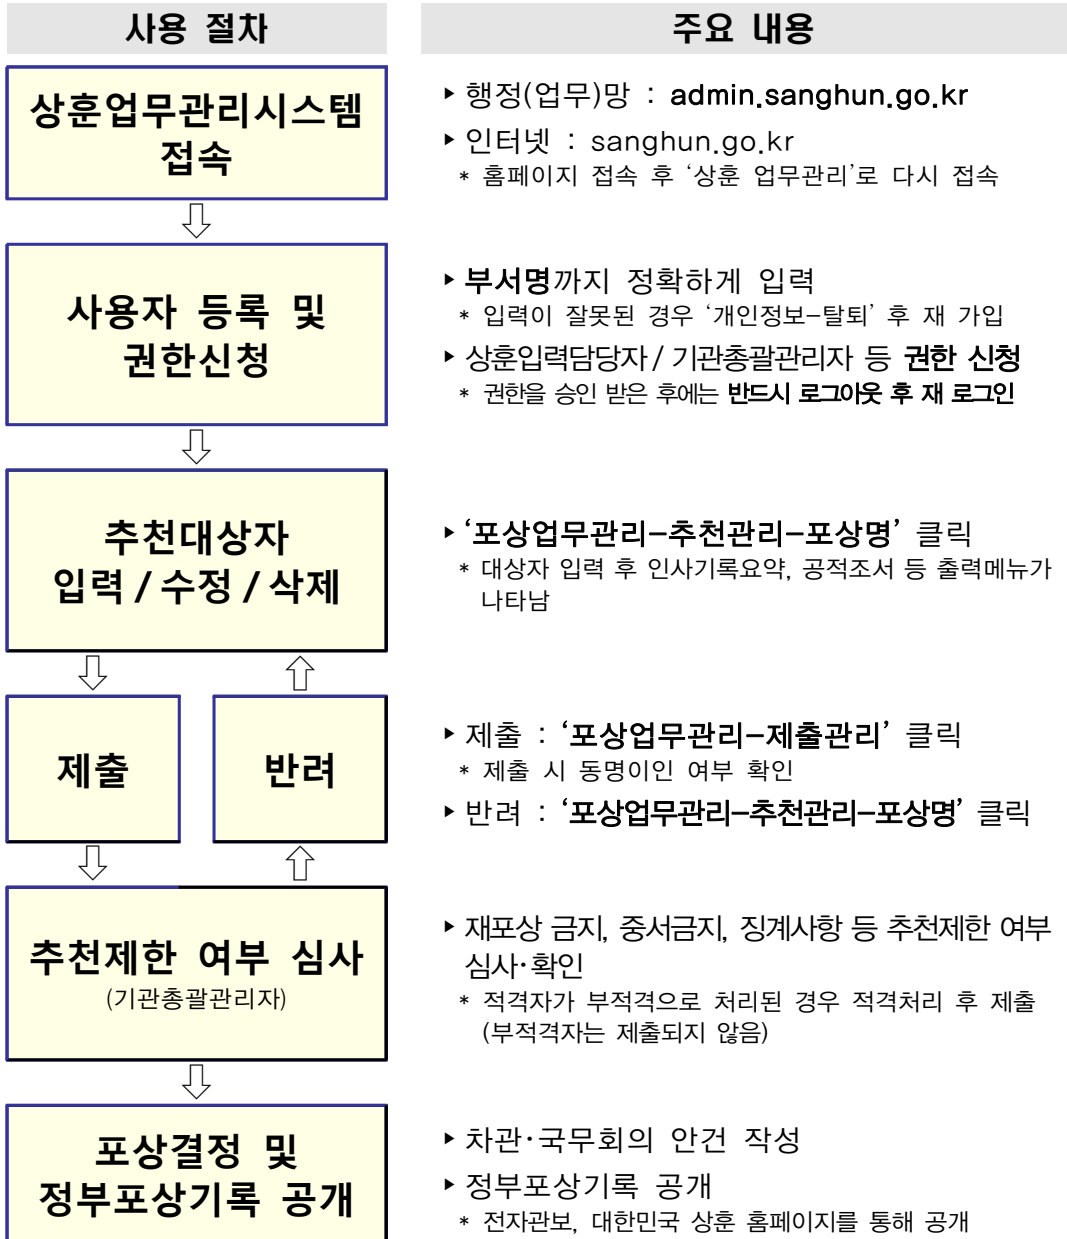 사용 절차
주요 내용
상훈업무관리시스템
접속
▸ 행정(업무)망 : admin.sanghun.go.kr
▸ 인터넷 : sanghun.go.kr
* 홈페이지 접속 후 ‘상훈 업무관리’로 다시 접속
사용자 등록 및
권한신청
▸ 부서명까지 정확하게 입력
* 입력이 잘못된 경우 ‘개인정보-탈퇴’ 후 재 가입
▸ 상훈입력담당자 / 기관총괄관리자 등 권한 신청
* 권한을 승인 받은 후에는 반드시 로그아웃 후 재 로그인
추천대상자
입력 / 수정 / 삭제
▸ ‘포상업무관리-추천관리-포상명’ 클릭
* 대상자 입력 후 인사기록요약, 공적조서 등 출력메뉴가
나타남
제출
반려
▸ 제출 : ‘포상업무관리-제출관리’ 클릭
* 제출 시 동명이인 여부 확인
▸ 반려 : ‘포상업무관리-추천관리-포상명’ 클릭
추천제한 여부 심사
(기관총괄관리자)
▸ 재포상 금지, 중서금지, 징계사항 등 추천제한 여부
심사·확인
* 적격자가 부적격으로 처리된 경우 적격처리 후 제출
(부적격자는 제출되지 않음)
포상결정 및
정부포상기록 공개
▸ 차관·국무회의 안건 작성
▸ 정부포상기록 공개
* 전자관보, 대한민국 상훈 홈페이지를 통해 공개